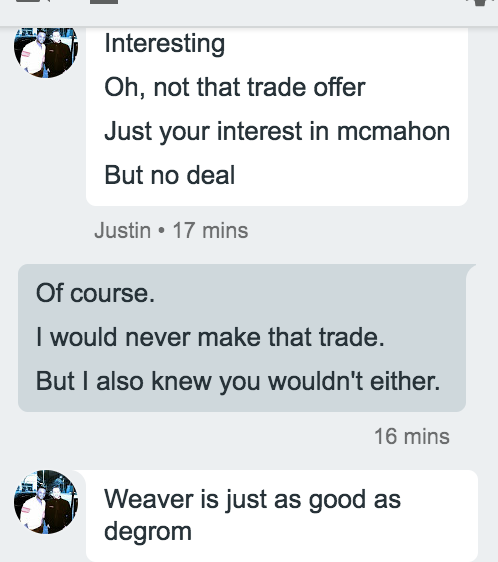 Interesting
Oh, not that trade offer
Just your interest in mcmahon
But no deal
Justin • 17 mins
Of course.
I would never make that trade.
But I also knew you wouldn't either.
16 mins
Weaver is just as good as
degrom